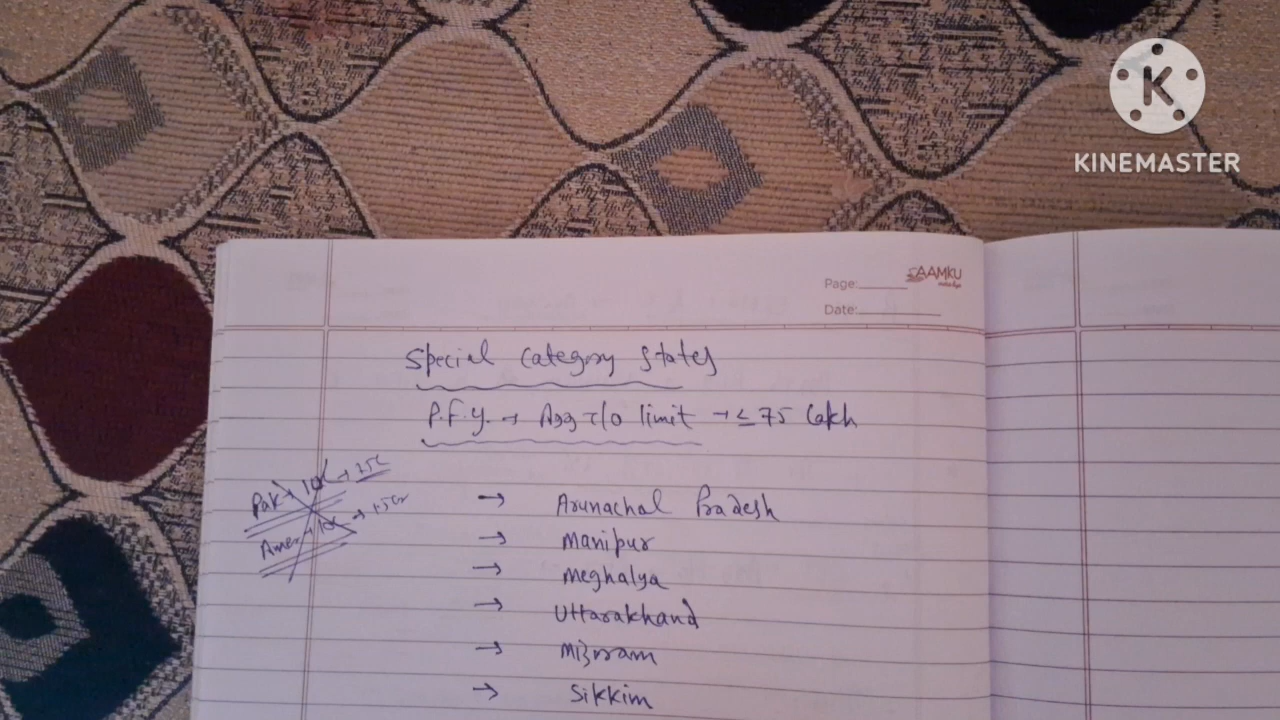 KINEMASTER
SAAMKU
Page:
Date:
Special Category States
P.F.Y. → Agg T/O limit → ≤ 75 lakh
→ Arunachal Pradesh
→ Manipur
→ Meghalya
→ Uttarakhand
→ Mizoram
→ Sikkim